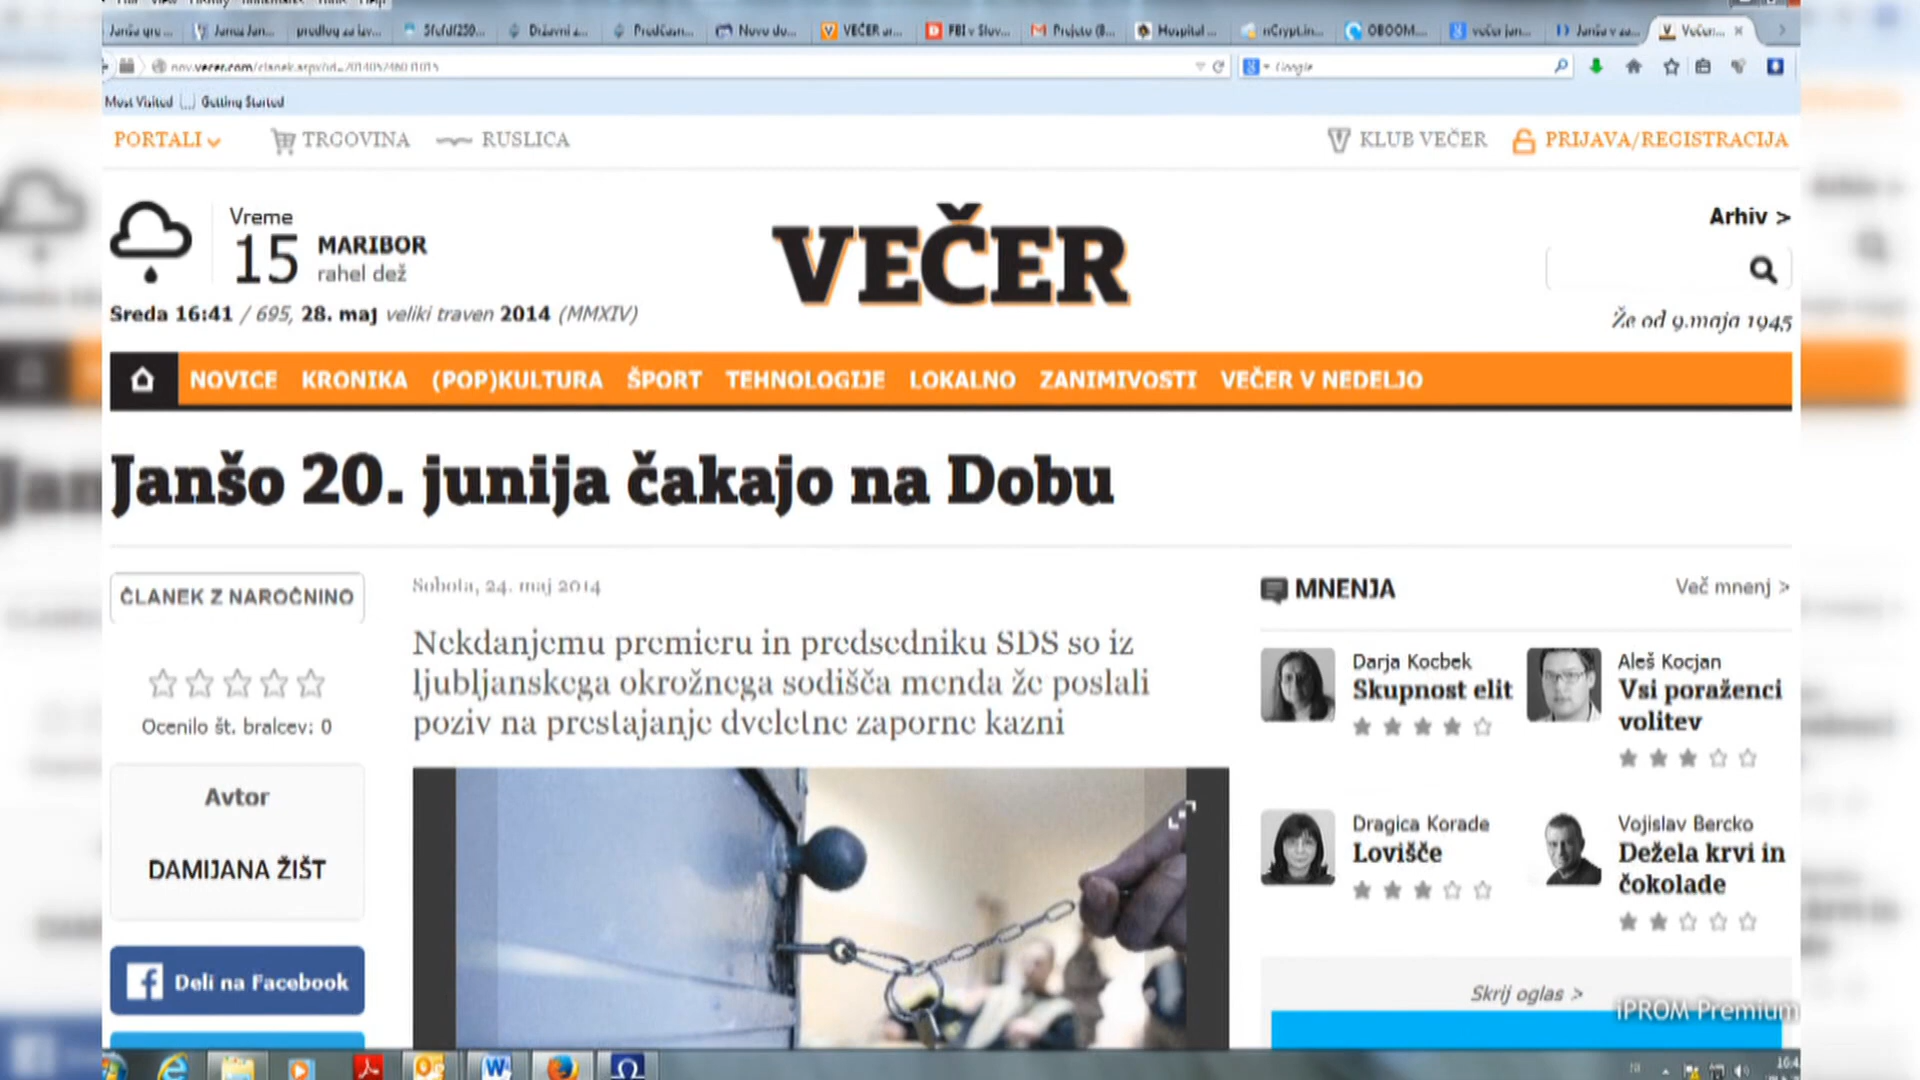 Most Visited Getting Started
PORTALI TRGOVINA RUSLICA KLUB VEČER PRIJAVA/REGISTRACIJA
Vreme
15 MARIBOR
rahel dež
Sreda 16:41 / 695, 28. maj veliki traven 2014 (MMXIV)
VEČER
Arhiv >
Že od 9.maja 1945
NOVICE KRONIKA (POP)KULTURA ŠPORT TEHNOLOGIJE LOKALNO ZANIMIVOSTI VEČER V NEDELJO
Janšo 20. junija čakajo na Dobu
ČLANEK Z NAROČNINO
Ocenilo št. bralcev: 0
Avtor
DAMIJANA ŽIŠT
Deli na Facebook
Sobota, 24. maj 2014
Nekdanjemu premieru in predsedniku SDS so iz
ljubljanskega okrožnega sodišča menda že poslali
poziv na prestajanje dveletne zaporne kazni
MNENJA Več mnenj >
Darja Kocbek
Skupnost elit
Aleš Kocjan
Vsi poraženci
volitev
Dragica Korade
Lovišče
Vojislav Bercko
Dežela krvi in
čokolade
Skrij oglas >
iPROM Premium